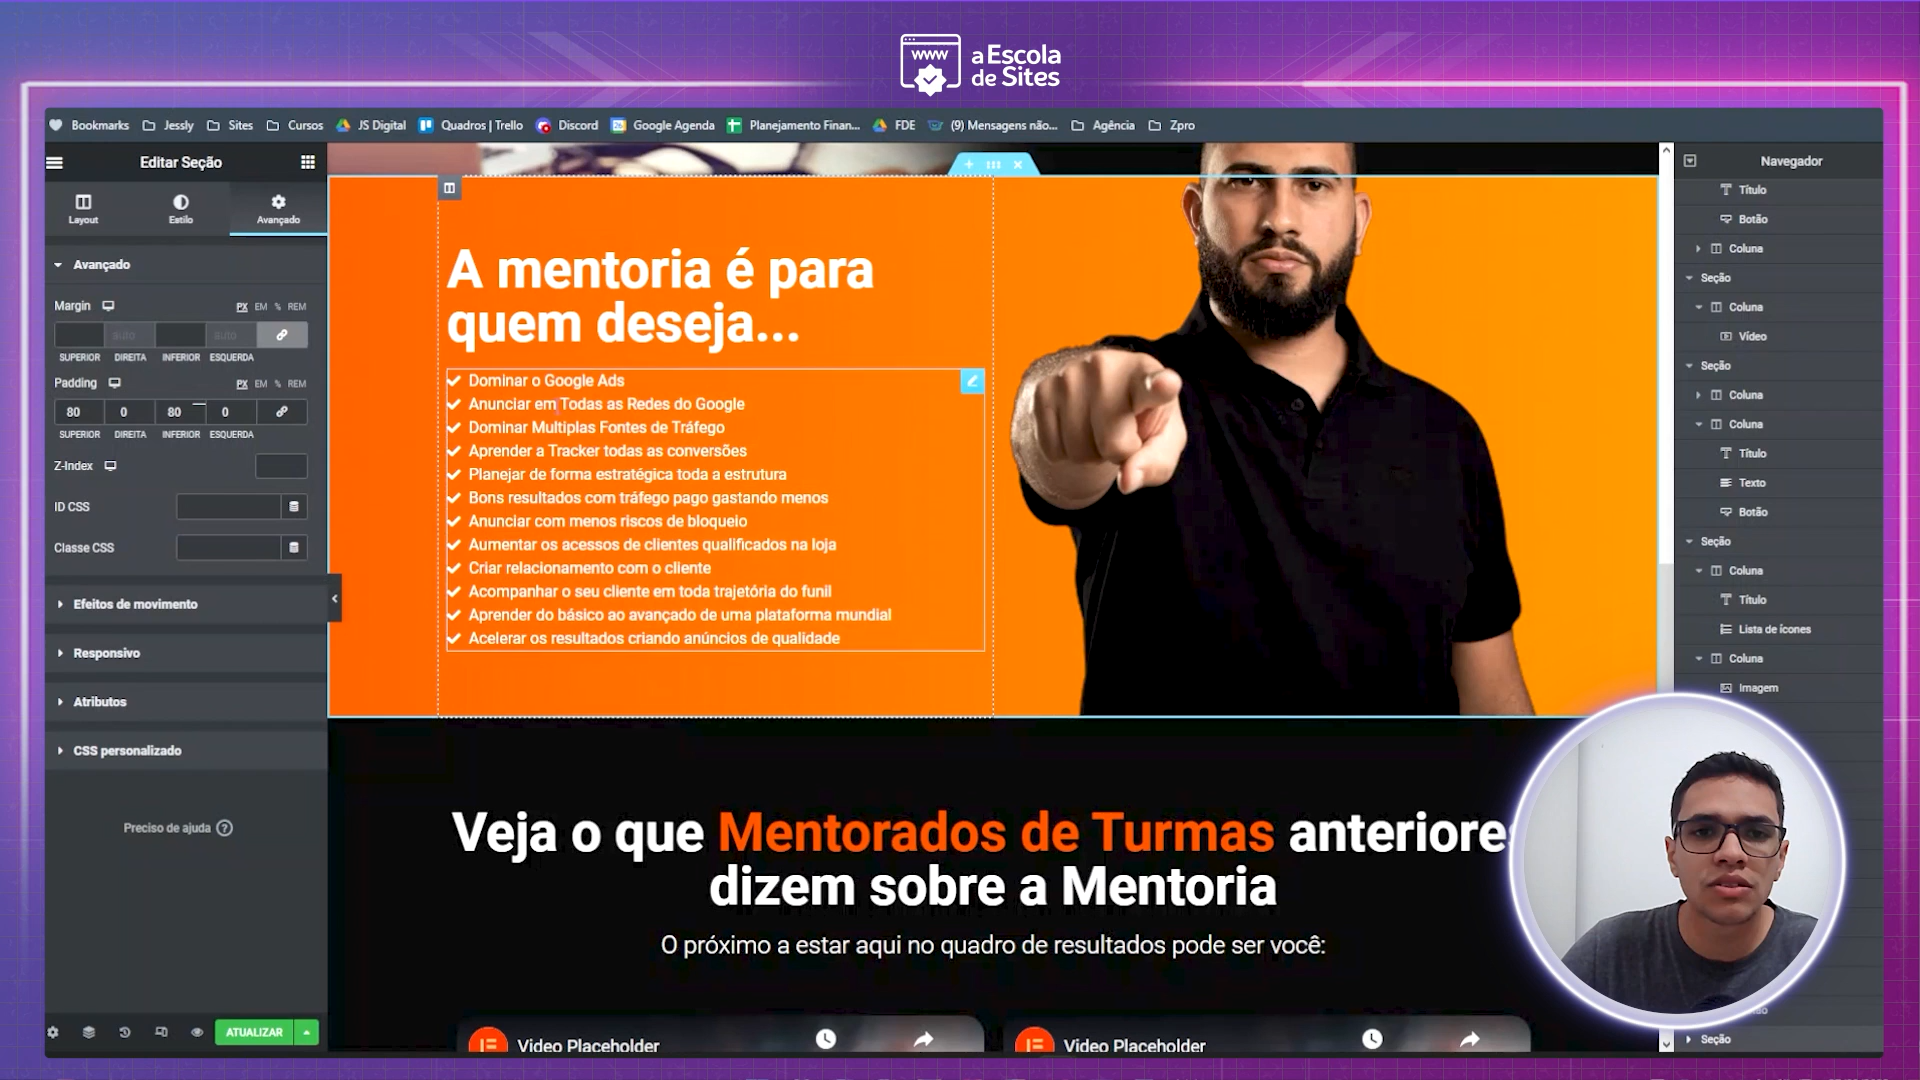 www
a Escola
de Sites
Bookmarks
Jessly
Sites
Cursos
JS Digital
Quadros | Trello
Discord
Google Agenda
Planejamento Finan...
FDE
(9) Mensagens não...
Agência
Zpro
Editar Seção
Layout
Estilo
Avançado
Avançado
Margin
PX EM % REM
auto
auto
SUPERIOR DIREITA INFERIOR ESQUERDA
Padding
PX EM % REM
80 0 80 0
SUPERIOR DIREITA INFERIOR ESQUERDA
Z-Index
ID CSS
Classe CSS
Efeitos de movimento
Responsivo
Atributos
CSS personalizado
Preciso de ajuda ?
ATUALIZAR
A mentoria é para
quem deseja...
Dominar o Google Ads
Anunciar em Todas as Redes do Google
Dominar Multiplas Fontes de Tráfego
Aprender a Tracker todas as conversões
Planejar de forma estratégica toda a estrutura
Bons resultados com tráfego pago gastando menos
Anunciar com menos riscos de bloqueio
Aumentar os acessos de clientes qualificados na loja
Criar relacionamento com o cliente
Acompanhar o seu cliente em toda trajetória do funil
Aprender do básico ao avançado de uma plataforma mundial
Acelerar os resultados criando anúncios de qualidade
Veja o que Mentorados de Turmas anteriores
dizem sobre a Mentoria
O próximo a estar aqui no quadro de resultados pode ser você:
Video Placeholder
Video Placeholder
Navegador
Título
Botão
Coluna
Seção
Coluna
Vídeo
Seção
Coluna
Coluna
Título
Texto
Botão
Seção
Coluna
Título
Lista de ícones
Coluna
Imagem
Seção